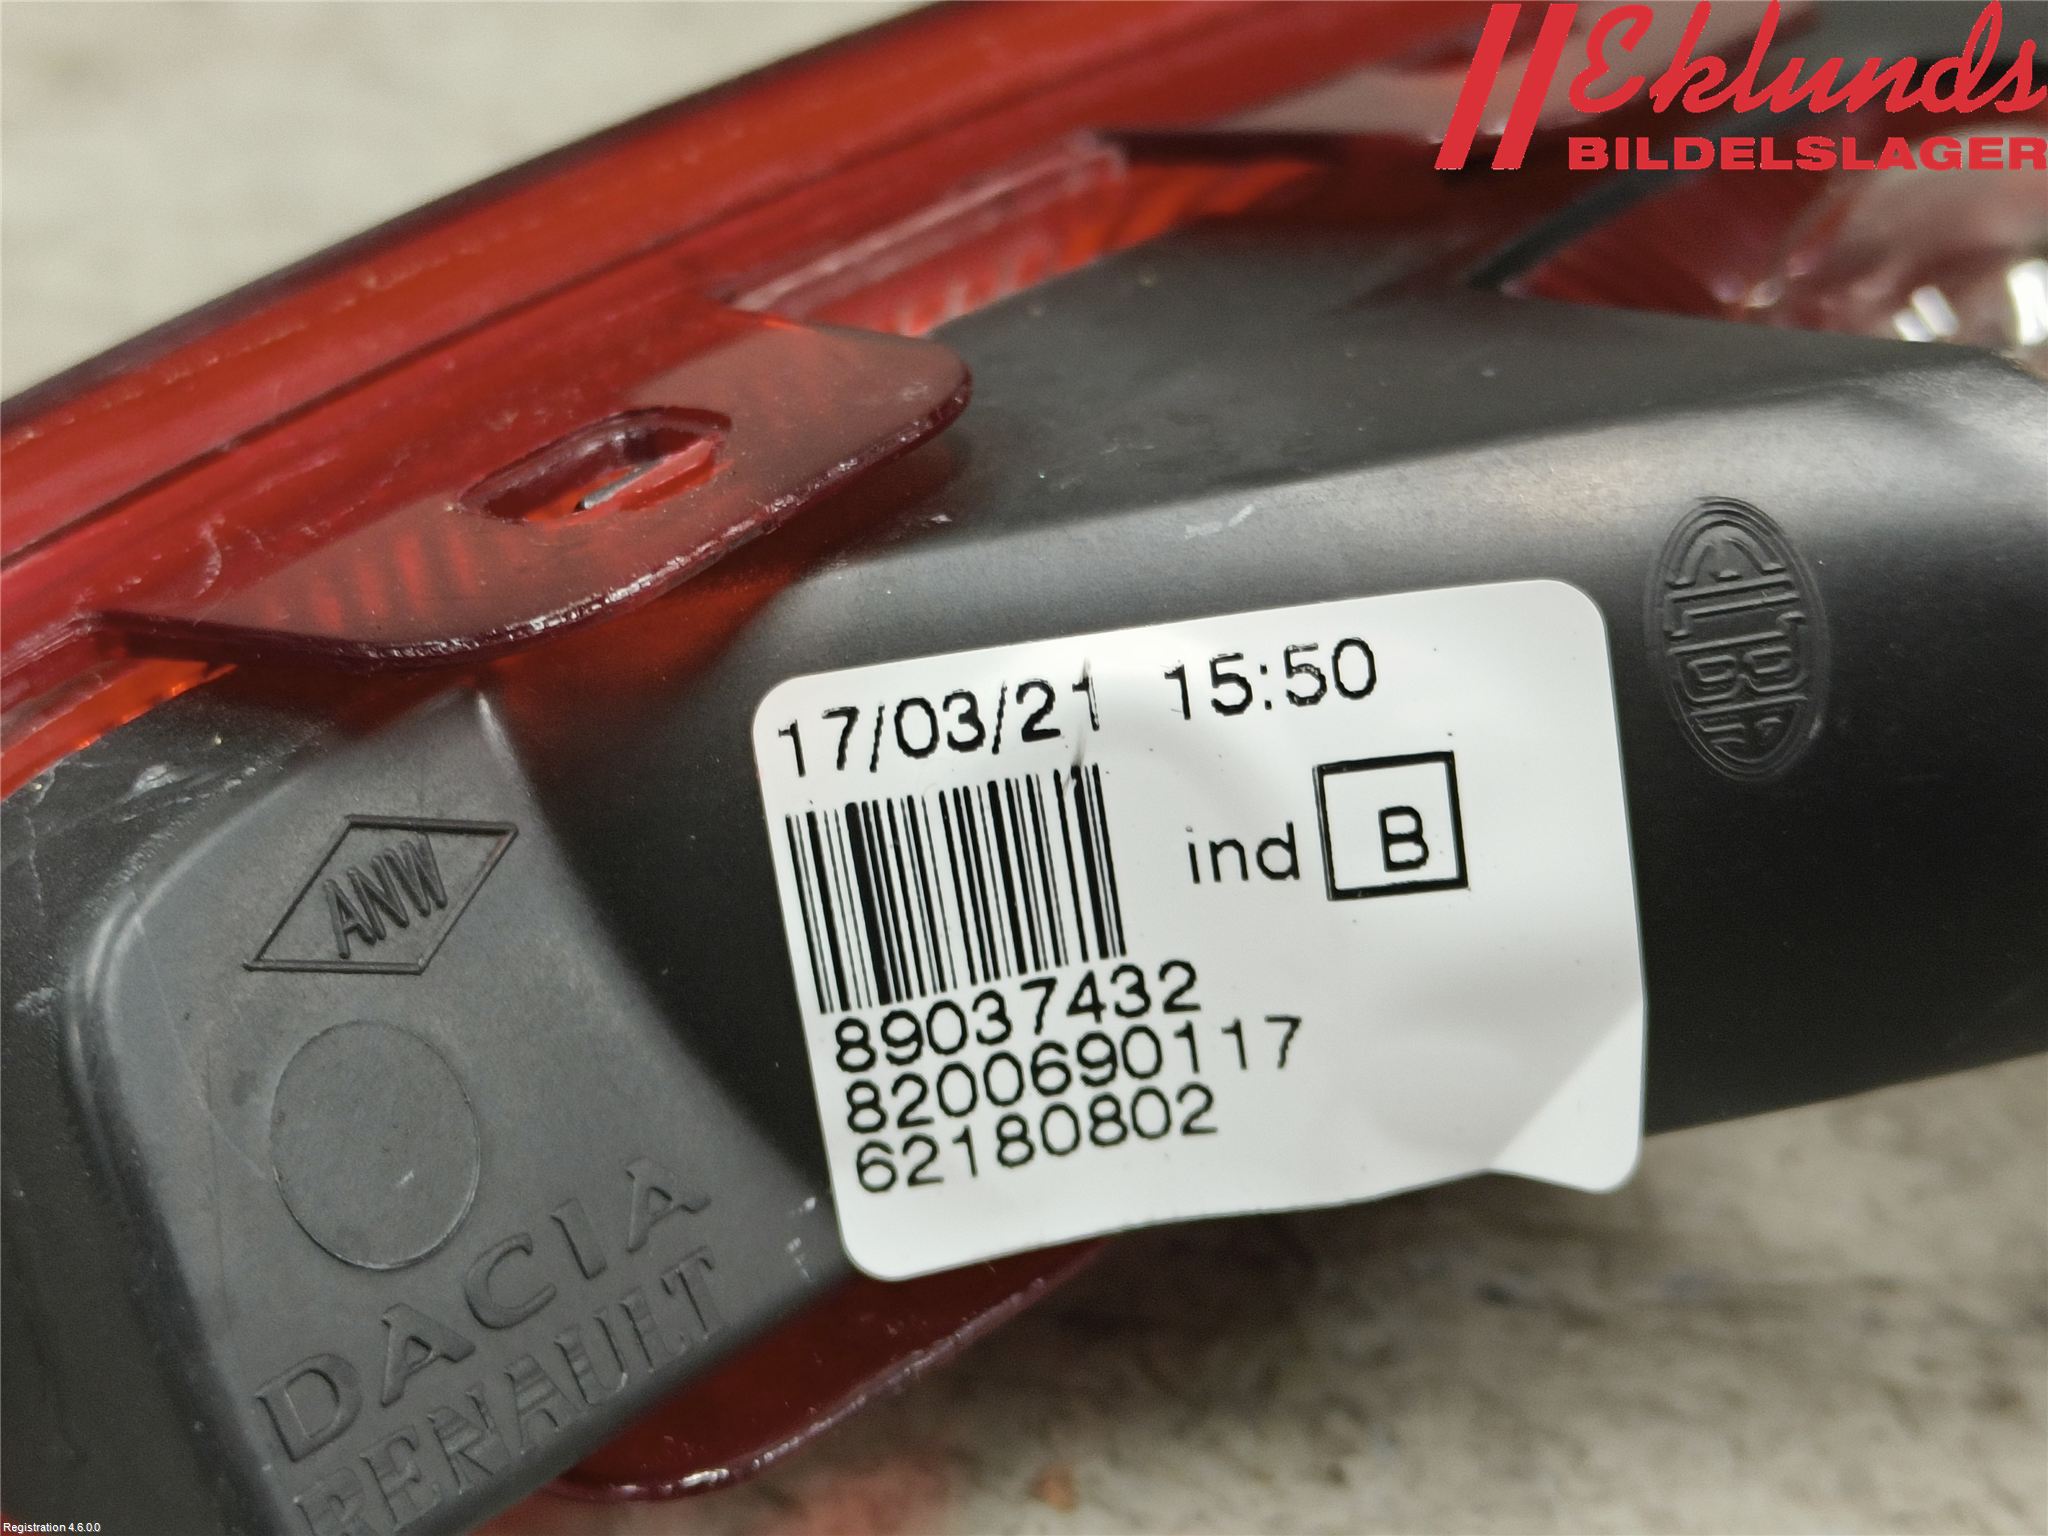 Eklunds
BILDELSLAGER
17/03/21 15:50
ind B
89037432
8200690117
62180802
ANW
DACIA
RENAULT
Registration 4.6.0.0